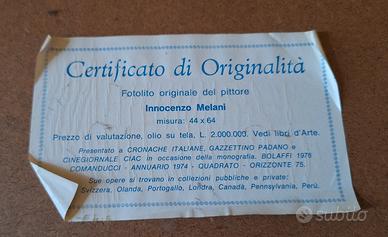 Certificato di Originalità
Fotolito originale del pittore
Innocenzo Melani
misura: 44 x 64
Prezzo di valutazione, olio su tela, L. 2.000.000. Vedi libri d'Arte.
Presentato a CRONACHE ITALIANE, GAZZETTINO PADANO e
CINEGIORNALE CIAC in occasione della monografia. BOLAFFI 1976
COMANDUCCI - ANNUARIO 1974 - QUADRATO - ORIZZONTE 75.
Sue opere si trovano in collezioni pubbliche e private:
Svizzera, Olanda, Portogallo, Londra, Canadà, Pennsylvania, Perù.
subito